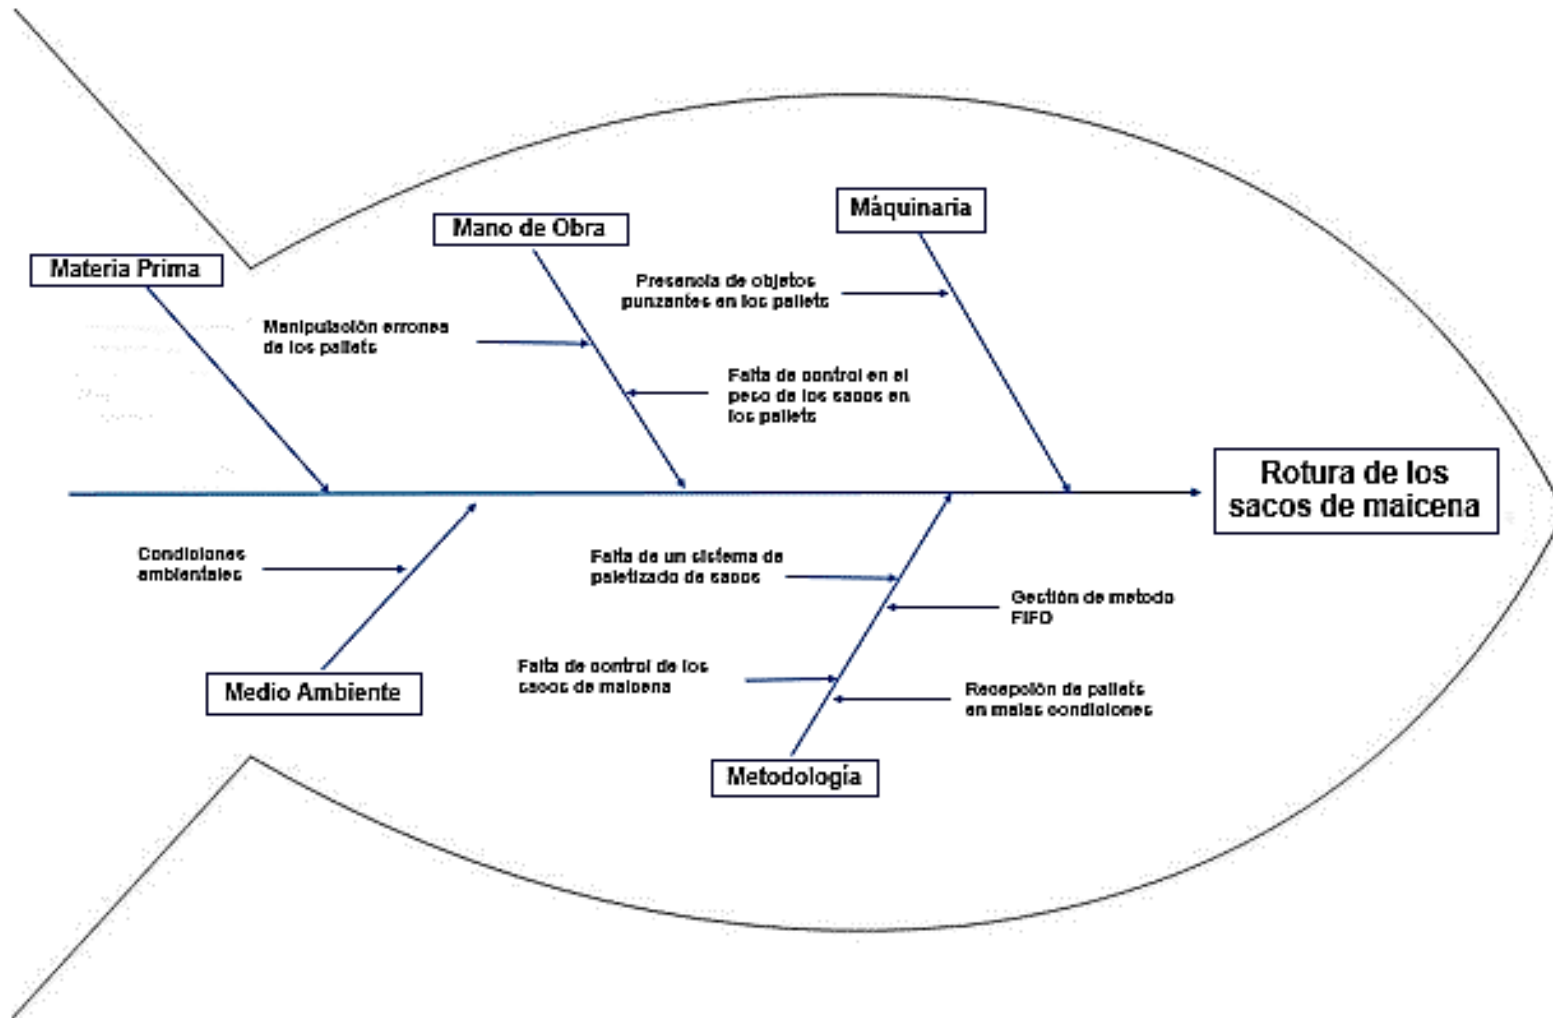 Máquinaria
Mano de Obra
Materia Prima
Presencia de objetos
punzantes en los pallets
Manipulación erronea
de los pallets
Falta de control en el
peso de los sacos en
los pallets
Rotura de los
sacos de maicena
Condiciones
ambientales
Falta de un sistema de
paletizado de sacos
Gestión de metodo
FIFO
Falta de control de los
sacos de maicena
Recepción de pallets
en malas condiciones
Medio Ambiente
Metodología